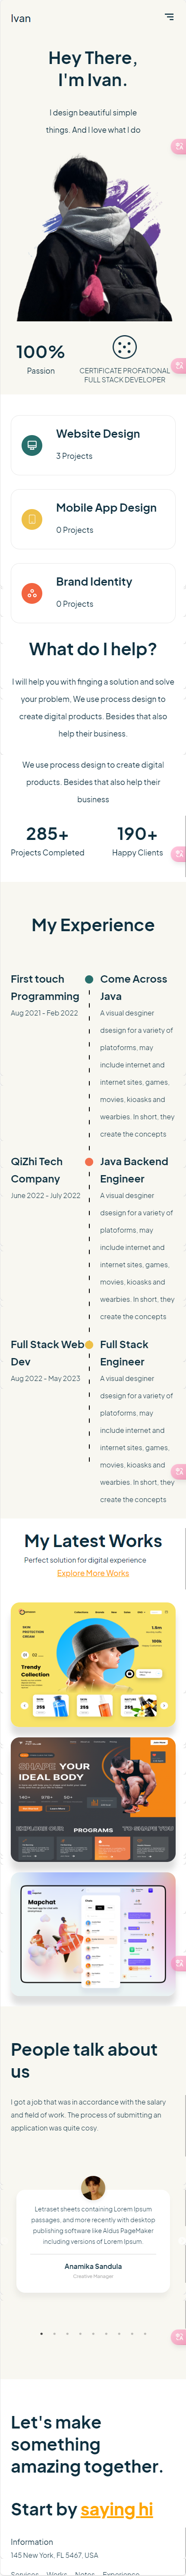 Ivan
Hey There,
I'm Ivan.
I design beautiful simple
things. And I love what I do
100%
Passion
CERTIFICATE PROFATIONAL
FULL STACK DEVELOPER
Website Design
3 Projects
Mobile App Design
0 Projects
Brand Identity
0 Projects
What do I help?
I will help you with finging a solution and solve
your problem, We use process design to
create digital products. Besides that also
help their business.
We use process design to create digital
products. Besides that also help their
business
285+
Projects Completed
190+
Happy Clients
My Experience
First touch
Programming
Aug 2021 - Feb 2022
Come Across
Java
A visual desginer
dsesign for a variety of
platoforms, may
include internet and
internet sites, games,
movies, kioasks and
wearbies. In short, they
create the concepts
QiZhi Tech
Company
June 2022 - July 2022
Java Backend
Engineer
A visual desginer
dsesign for a variety of
platoforms, may
include internet and
internet sites, games,
movies, kioasks and
wearbies. In short, they
create the concepts
Full Stack Web
Dev
Aug 2022 - May 2023
Full Stack
Engineer
A visual desginer
dsesign for a variety of
platoforms, may
include internet and
internet sites, games,
movies, kioasks and
wearbies. In short, they
create the concepts
My Latest Works
Perfect solution for digital experience
Explore More Works
Trendy
Collection
SHAPE YOUR
IDEAL BODY
PROGRAMS
Mapchat
People talk about
us
I got a job that was in accordance with the salary
and field of work. The process of submitting an
application was quite cosy.
Letraset sheets containing Lorem Ipsum
passages, and more recently with desktop
publishing software like Aldus PageMaker
including versions of Lorem Ipsum.
Anamika Sandula
Creative Manager
Let's make
something
amazing together.
Start by saying hi
Information
145 New York, FL 5467, USA
Services Works Notes Experience